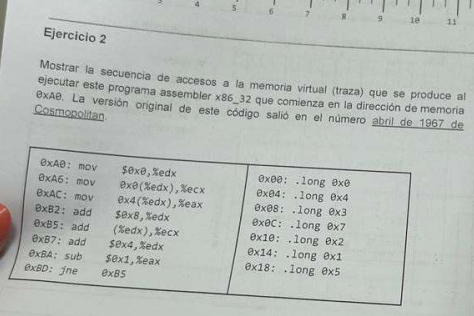 4 5 6 7 8 9 10 11
Ejercicio 2
Mostrar la secuencia de accesos a la memoria virtual (traza) que se produce al
ejecutar este programa assembler x86_32 que comienza en la dirección de memoria
0xA0. La versión original de este código salió en el número abril de 1967 de
Cosmopolitan.
0xA0: mov $0x0,%edx
0xA6: mov 0x0(%edx),%ecx
0xAC: mov 0x4(%edx),%eax
0xB2: add $0x8,%edx
0xB5: add (%edx),%ecx
0xB7: add $0x4,%edx
0xBA: sub $0x1,%eax
0xBD: jne 0xB5
0x00: .long 0x0
0x04: .long 0x4
0x08: .long 0x3
0x0C: .long 0x7
0x10: .long 0x2
0x14: .long 0x1
0x18: .long 0x5